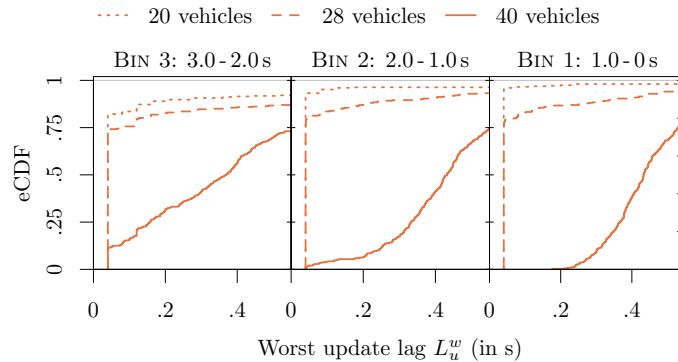 20 vehicles 28 vehicles 40 vehicles
BIN 3: 3.0 - 2.0 s BIN 2: 2.0 - 1.0 s BIN 1: 1.0 - 0 s
1
.75
.5
.25
0
eCDF
0 .2 .4 0 .2 .4 0 .2 .4
Worst update lag L_u^w (in s)